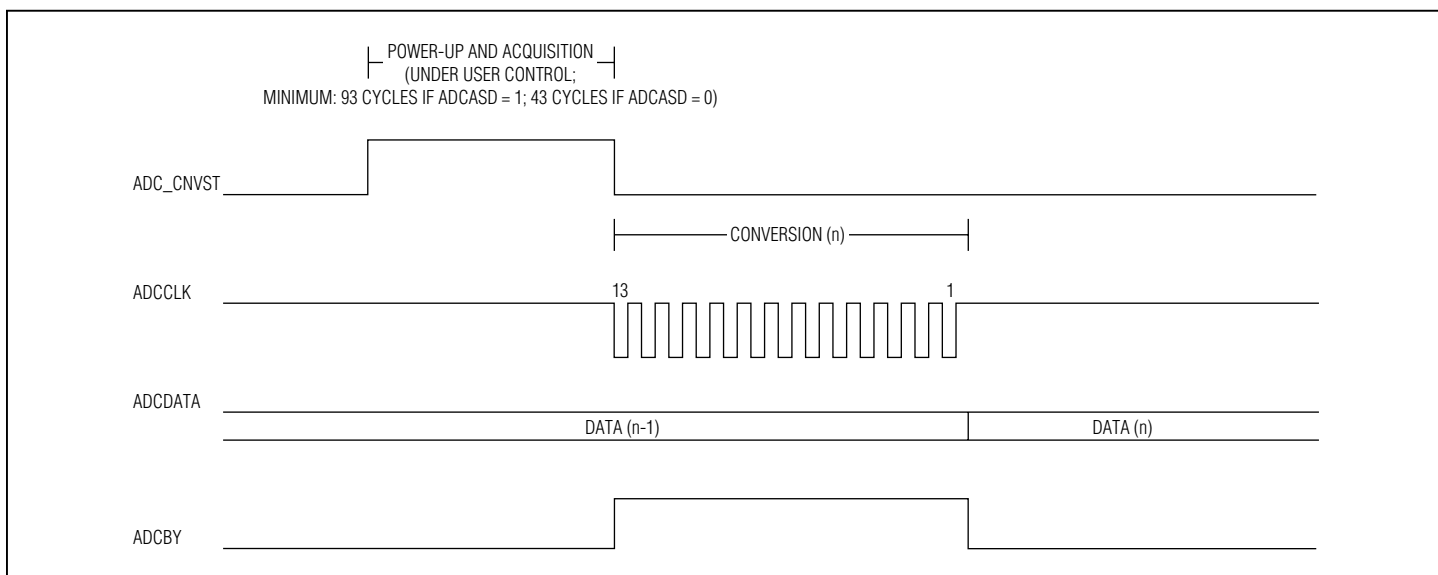 POWER-UP AND ACQUISITION
(UNDER USER CONTROL;
MINIMUM: 93 CYCLES IF ADCASD = 1; 43 CYCLES IF ADCASD = 0)
ADC_CNVST
CONVERSION (n)
ADCCLK
13
1
ADCDATA
DATA (n-1)
DATA (n)
ADCBY